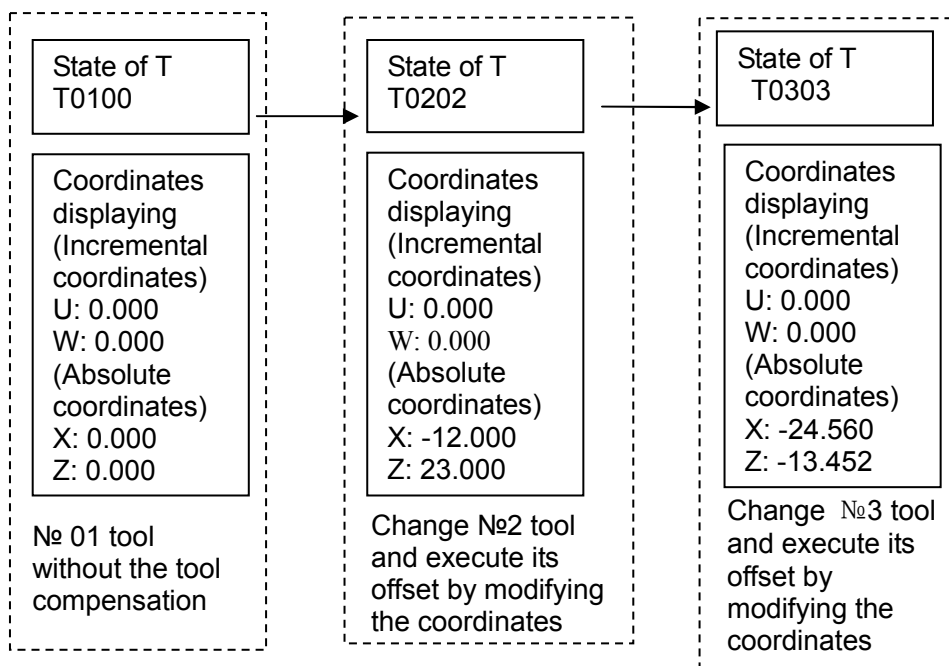 State of T
T0100
Coordinates
displaying
(Incremental
coordinates)
U: 0.000
W: 0.000
(Absolute
coordinates)
X: 0.000
Z: 0.000
№ 01 tool
without the tool
compensation
State of T
T0202
Coordinates
displaying
(Incremental
coordinates)
U: 0.000
W: 0.000
(Absolute
coordinates)
X: -12.000
Z: 23.000
Change №2 tool
and execute its
offset by modifying
the coordinates
State of T
T0303
Coordinates
displaying
(Incremental
coordinates)
U: 0.000
W: 0.000
(Absolute
coordinates)
X: -24.560
Z: -13.452
Change №3 tool
and execute its
offset by
modifying the
coordinates